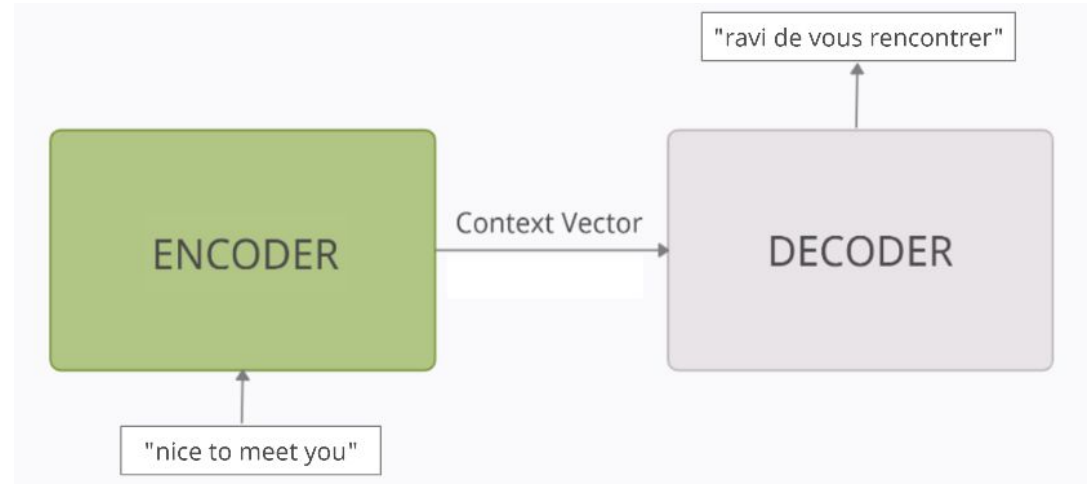 "ravi de vous rencontrer"
Context Vector
ENCODER
DECODER
"nice to meet you"